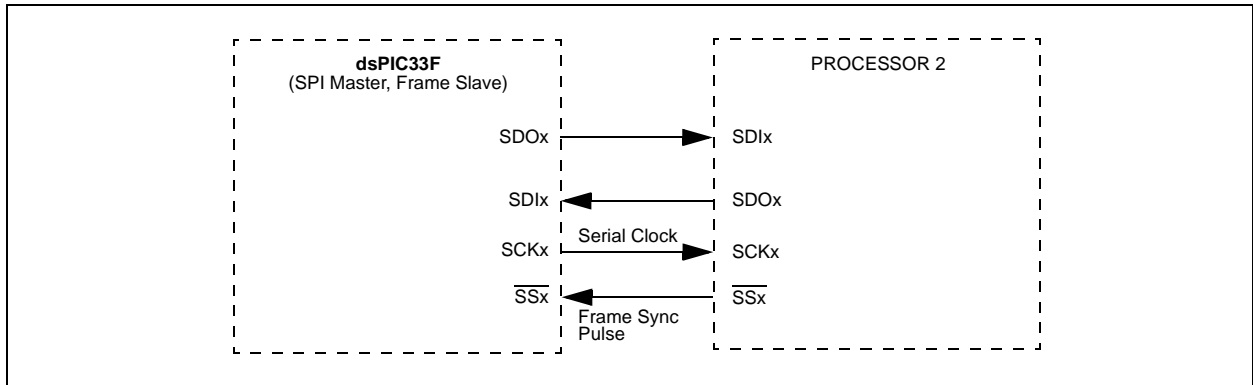 dsPIC33F
(SPI Master, Frame Slave)
PROCESSOR 2
SDOx
SDIx
SDIx
SDOx
SCKx
Serial Clock
SCKx
SSx
Frame Sync
Pulse
SSx